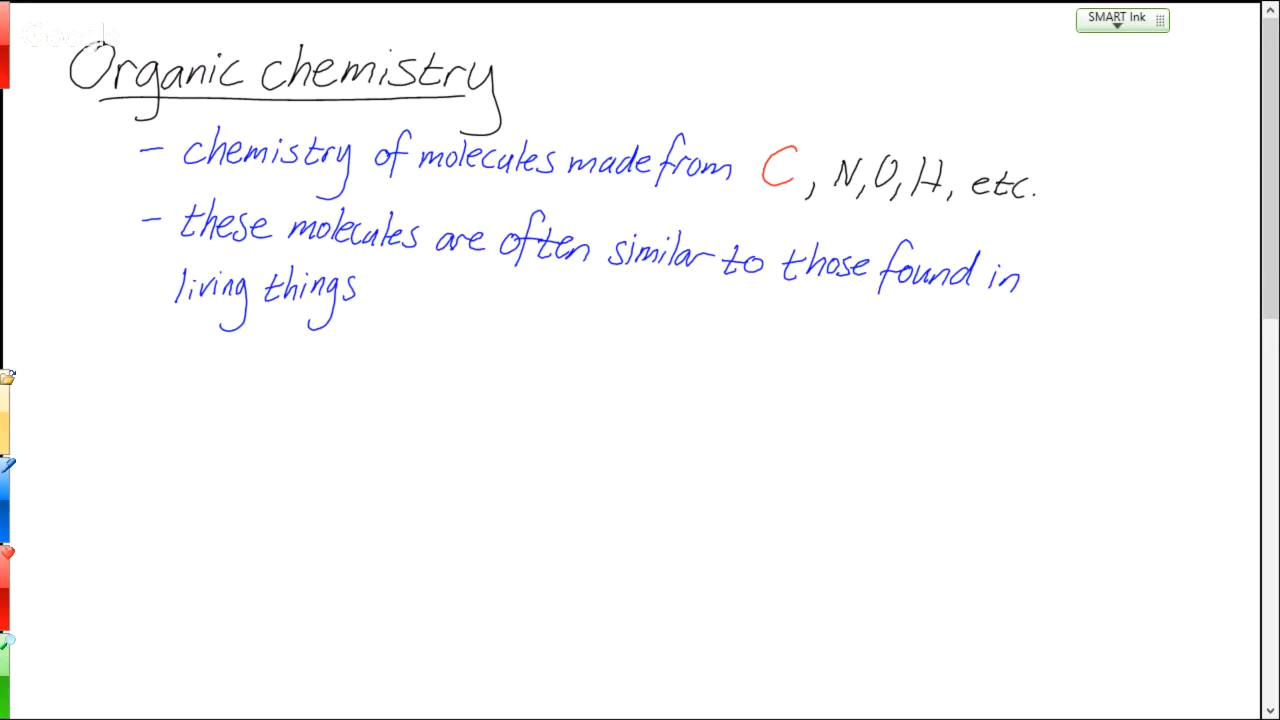 Google
SMART Ink
Organic chemistry
- chemistry of molecules made from C, N, O, H, etc.
- these molecules are often similar to those found in
living things